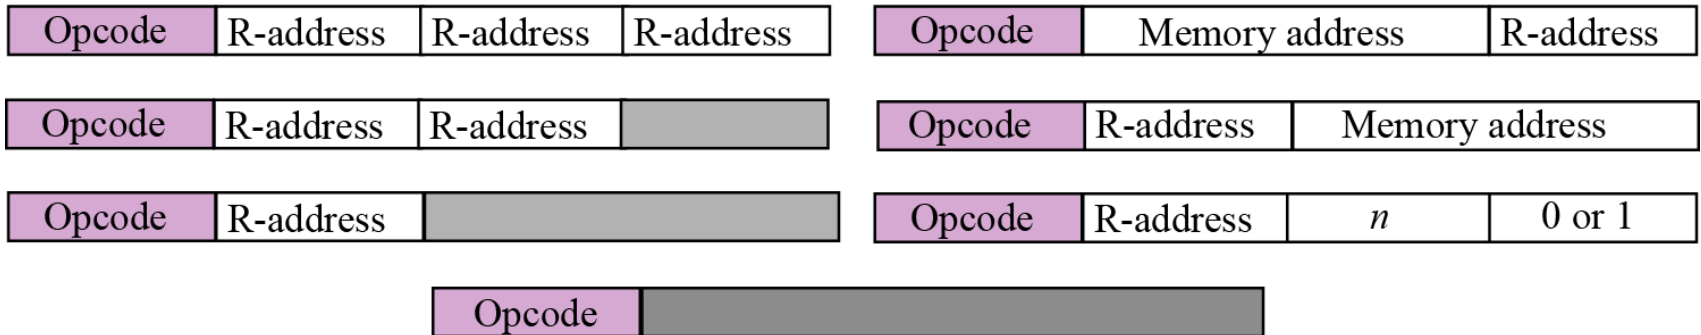 Opcode R-address R-address R-address Opcode Memory address R-address
Opcode R-address R-address Opcode R-address Memory address
Opcode R-address Opcode R-address n 0 or 1
Opcode